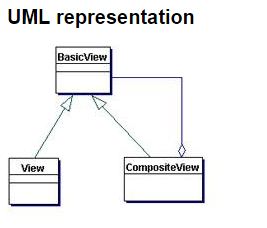 UML representation
BasicView
View
CompositeView